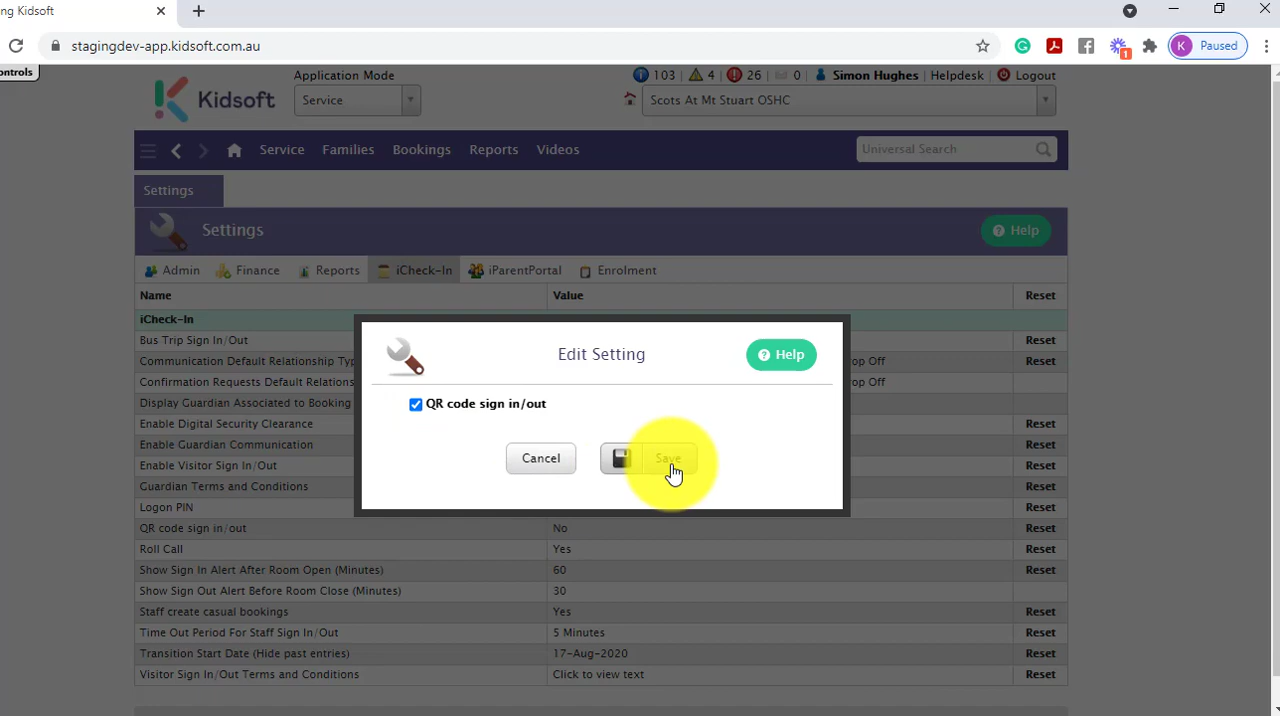 ng Kidsoft
stagingdev-app.kidsoft.com.au
1
K Paused
ontrols
Application Mode
103 4 26 0 Simon Hughes Helpdesk Logout
Kidsoft
Service
Scots At Mt Stuart OSHC
Service Families Bookings Reports Videos
Universal Search
Settings
Settings
Help
Admin Finance Reports iCheck-In iParentPortal Enrolment
Name Value Reset
iCheck-In
Bus Trip Sign In/Out Reset
Communication Default Relationship Typ op Off Reset
Confirmation Requests Default Relations op Off
Display Guardian Associated to Booking
Enable Digital Security Clearance Reset
Enable Guardian Communication Reset
Enable Visitor Sign In/Out Reset
Guardian Terms and Conditions Reset
Logon PIN Reset
QR code sign in/out No Reset
Roll Call Yes Reset
Show Sign In Alert After Room Open (Minutes) 60 Reset
Show Sign Out Alert Before Room Close (Minutes) 30
Staff create casual bookings Yes Reset
Time Out Period For Staff Sign In/Out 5 Minutes Reset
Transition Start Date (Hide past entries) 17-Aug-2020 Reset
Visitor Sign In/Out Terms and Conditions Click to view text Reset
Edit Setting
Help
QR code sign in/out
Cancel
Save